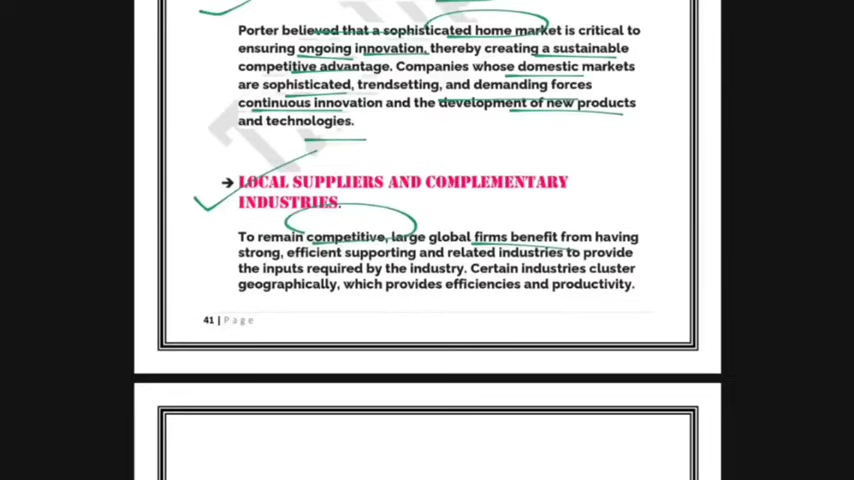 Porter believed that a sophisticated home market is critical to
ensuring ongoing innovation, thereby creating a sustainable
competitive advantage. Companies whose domestic markets
are sophisticated, trendsetting, and demanding forces
continuous innovation and the development of new products
and technologies.
→ LOCAL SUPPLIERS AND COMPLEMENTARY
INDUSTRIES.
To remain competitive, large global firms benefit from having
strong, efficient supporting and related industries to provide
the inputs required by the industry. Certain industries cluster
geographically, which provides efficiencies and productivity.
41 | Page